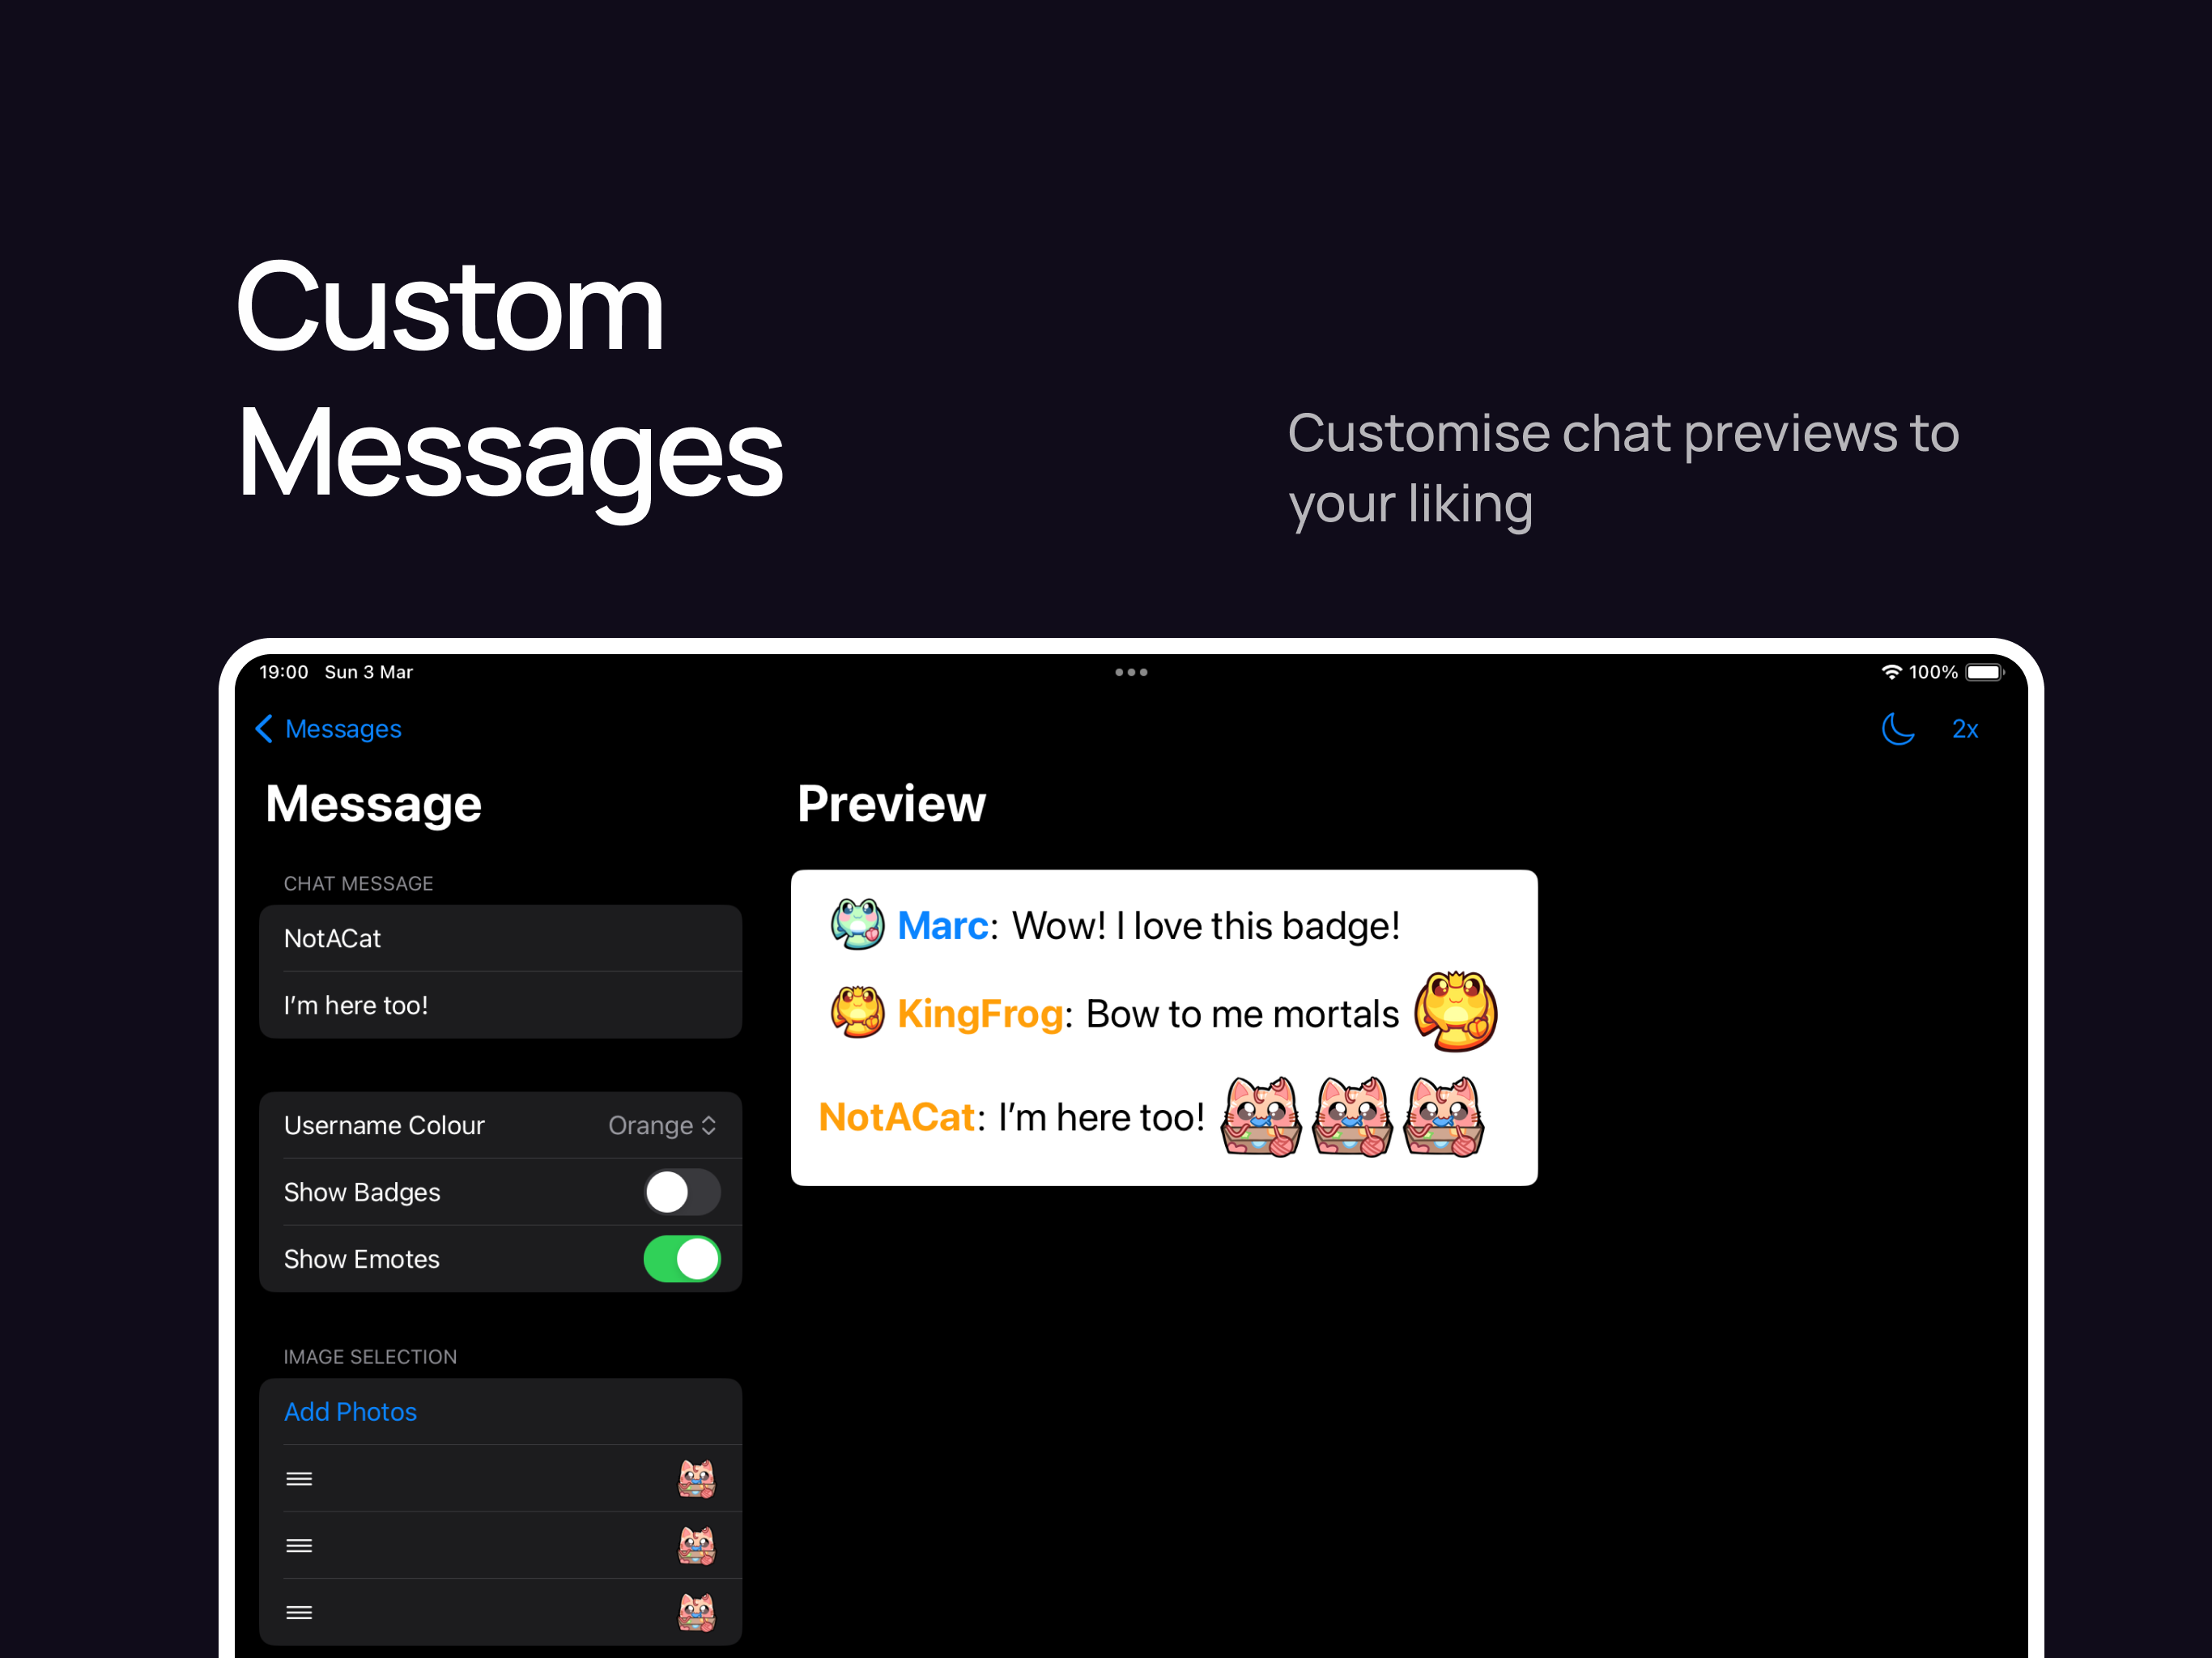 Custom
Messages
Customise chat previews to
your liking
19:00 Sun 3 Mar
100%
Messages
2x
Message
CHAT MESSAGE
NotACat
I'm here too!
Username Colour Orange
Show Badges
Show Emotes
IMAGE SELECTION
Add Photos
Preview
Marc: Wow! I love this badge!
KingFrog: Bow to me mortals
NotACat: I'm here too!